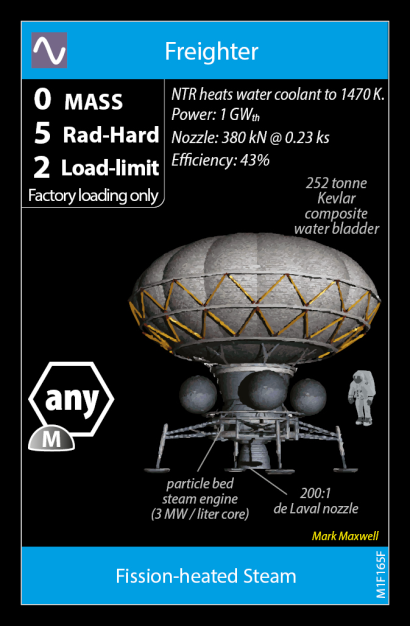 Freighter
0 MASS
5 Rad-Hard
2 Load-limit
Factory loading only
NTR heats water coolant to 1470 K.
Power: 1 GWth
Nozzle: 380 kN @ 0.23 ks
Efficiency: 43%
252 tonne
Kevlar
composite
water bladder
any
M
particle bed
steam engine
(3 MW / liter core)
200:1
de Laval nozzle
Mark Maxwell
Fission-heated Steam
M1F165F